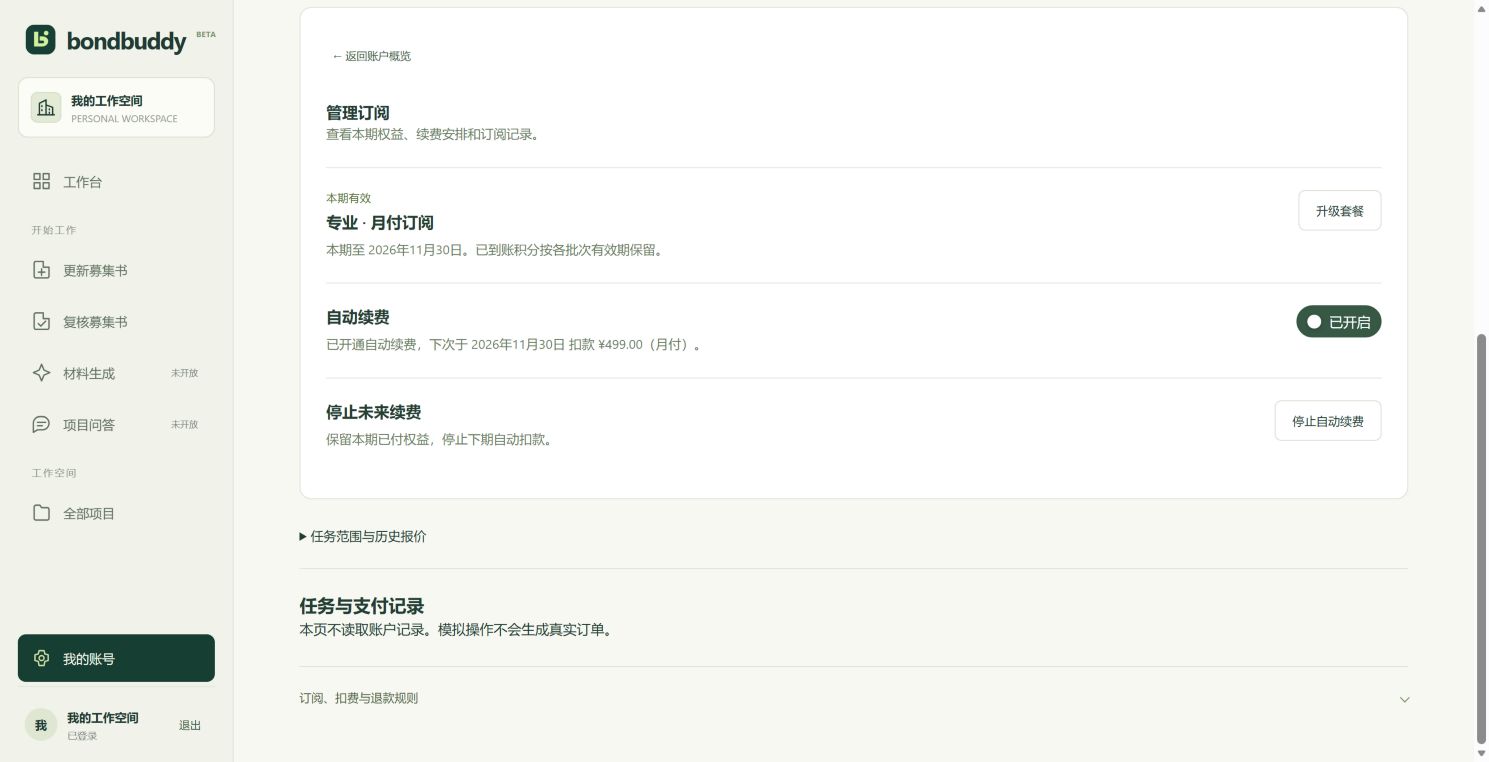 bondbuddy BETA
我的工作空间
PERSONAL WORKSPACE
工作台
开始工作
更新募集书
复核募集书
材料生成 未开放
项目问答 未开放
工作空间
全部项目
我的账号
我
我的工作空间
已登录
退出
← 返回账户概览
管理订阅
查看本期权益、续费安排和订阅记录。
本期有效
专业 · 月付订阅
本期至 2026年11月30日。已到账积分按各批次有效期保留。
升级套餐
自动续费
已开通自动续费，下次于 2026年11月30日 扣款 ¥499.00（月付）。
已开启
停止未来续费
保留本期已付权益，停止下期自动扣款。
停止自动续费
▶ 任务范围与历史报价
任务与支付记录
本页不读取账户记录。模拟操作不会生成真实订单。
订阅、扣费与退款规则